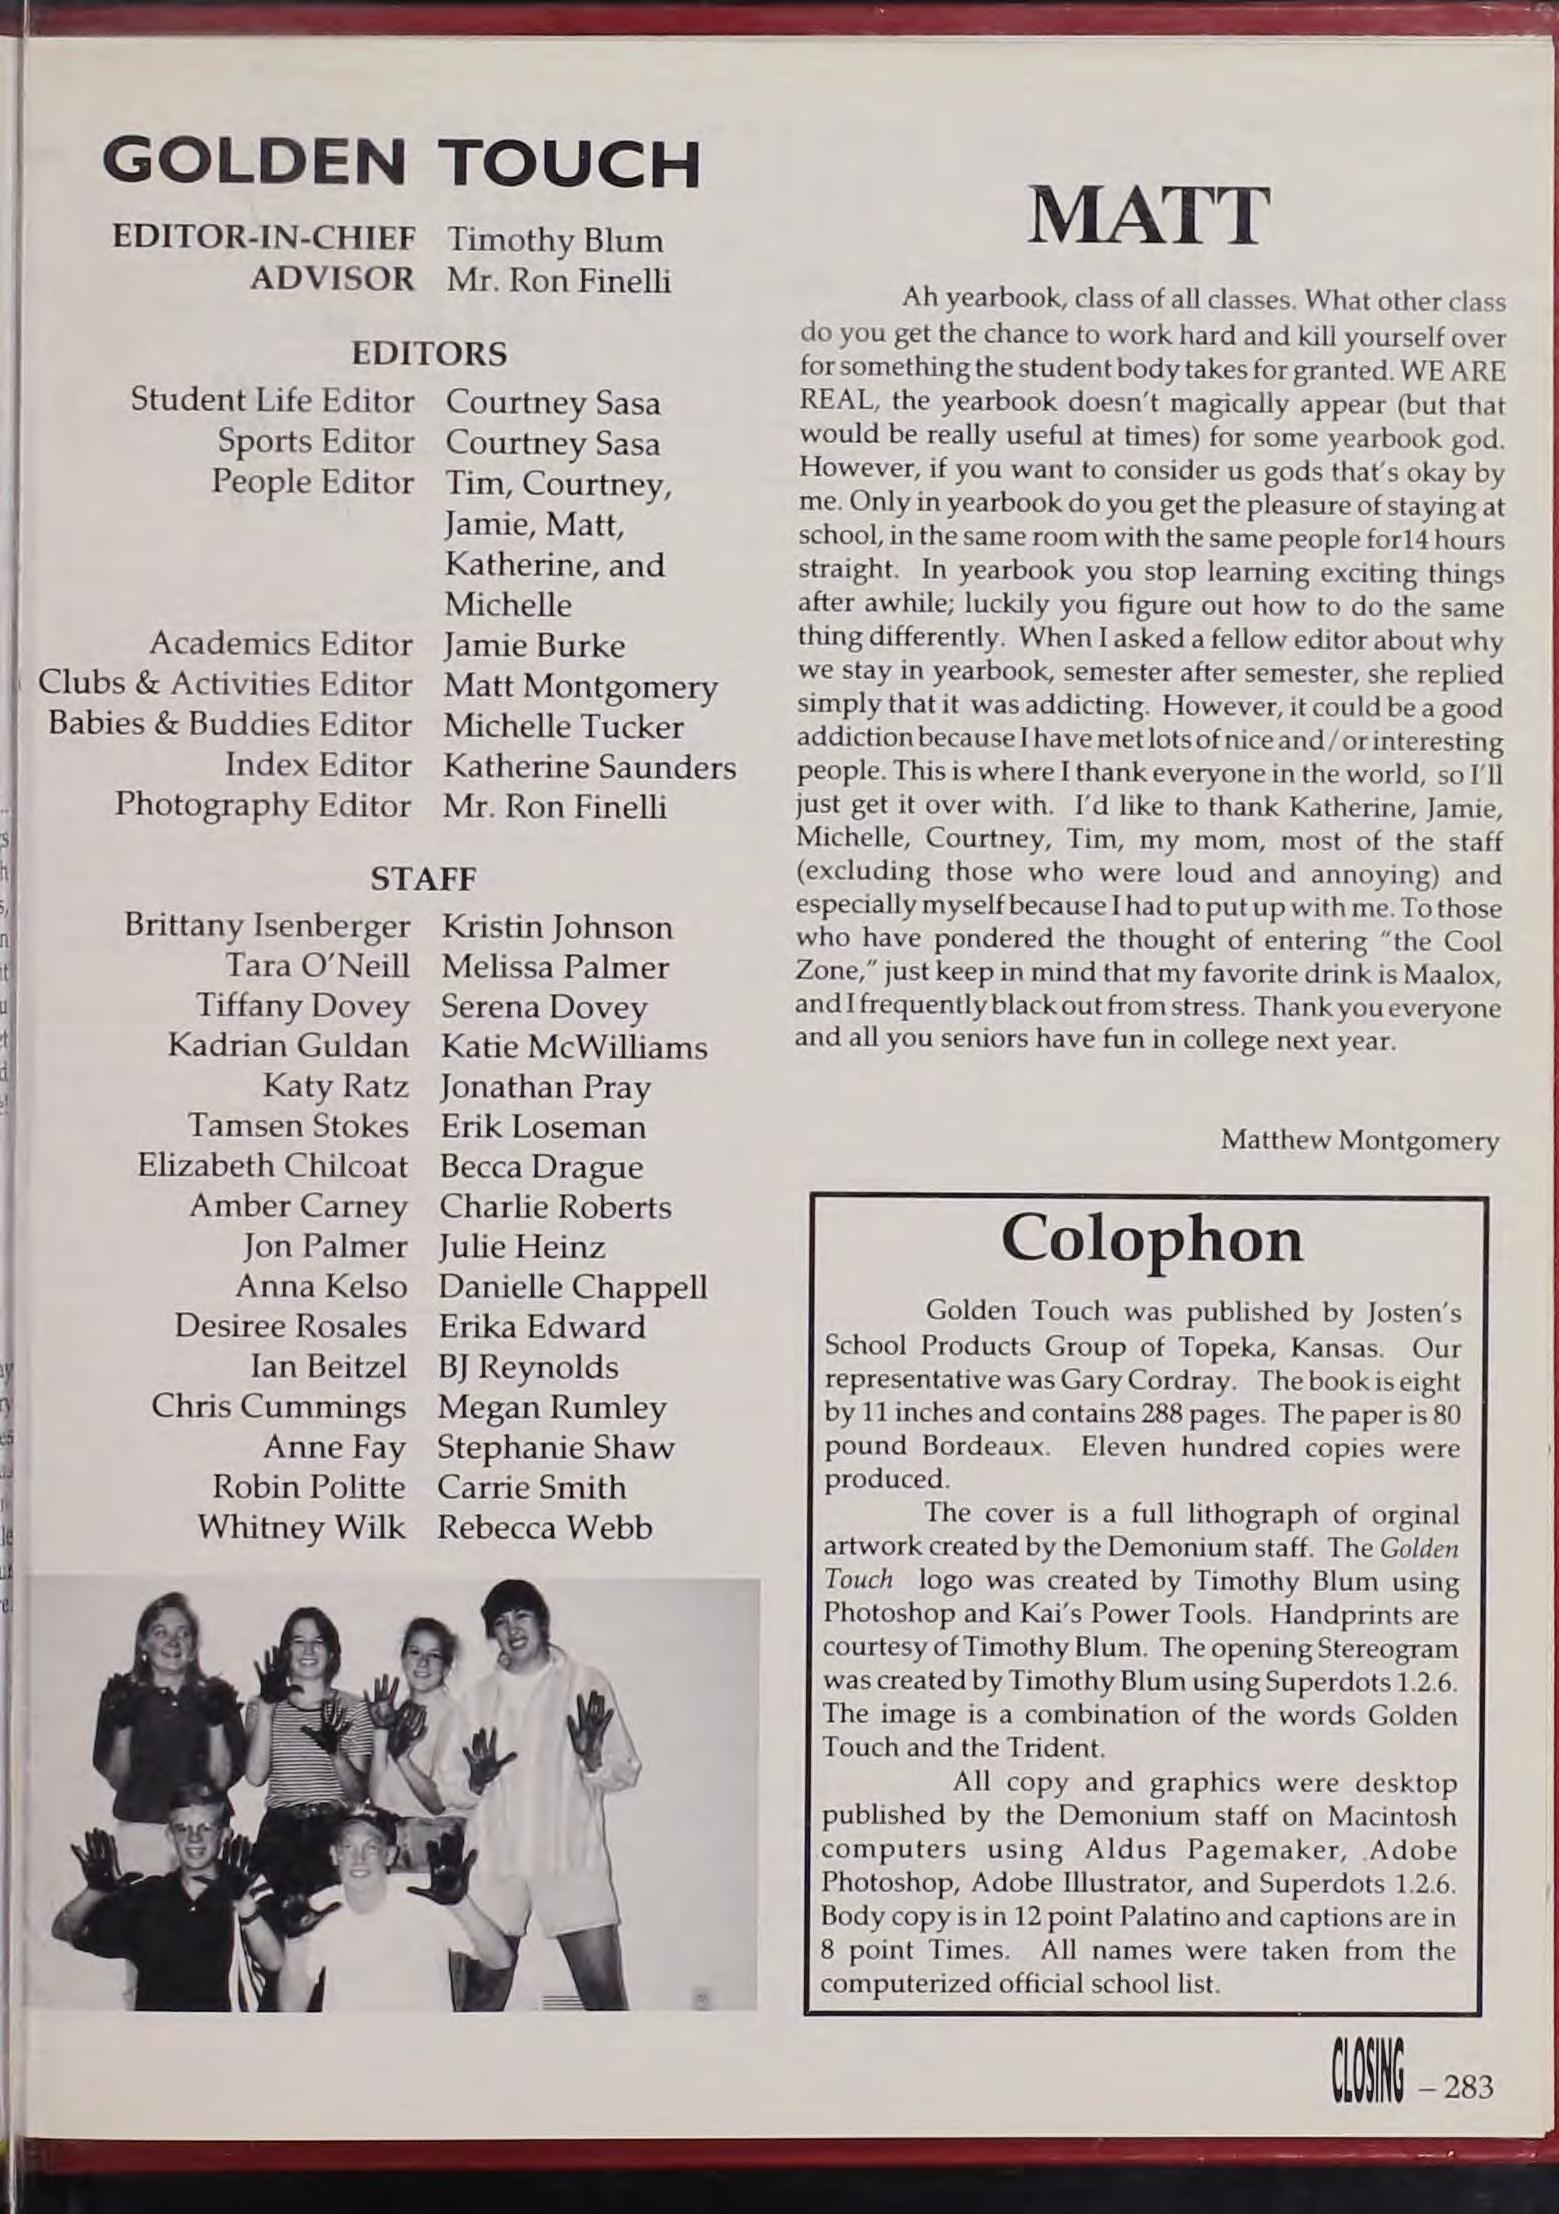 GOLDEN TOUCH
EDITOR-IN-CHIEF Timothy Blum
ADVISOR Mr. Ron Finelli
EDITORS
Student Life Editor Courtney Sasa
Sports Editor Courtney Sasa
People Editor Tim, Courtney,
Jamie, Matt,
Katherine, and
Michelle
Academics Editor Jamie Burke
Clubs & Activities Editor Matt Montgomery
Babies & Buddies Editor Michelle Tucker
Index Editor Katherine Saunders
Photography Editor Mr. Ron Finelli
STAFF
Brittany Isenberger Kristin Johnson
Tara O'Neill Melissa Palmer
Tiffany Dovey Serena Dovey
Kadrian Guldan Katie McWilliams
Katy Ratz Jonathan Pray
Tamsen Stokes Erik Loseman
Elizabeth Chilcoat Becca Drague
Amber Carney Charlie Roberts
Jon Palmer Julie Heinz
Anna Kelso Danielle Chappell
Desiree Rosales Erika Edward
Ian Beitzel BJ Reynolds
Chris Cummings Megan Rumley
Anne Fay Stephanie Shaw
Robin Politte Carrie Smith
Whitney Wilk Rebecca Webb
MATT
Ah yearbook, class of all classes. What other class
do you get the chance to work hard and kill yourself over
for something the student body takes for granted. WE ARE
REAL, the yearbook doesn't magically appear (but that
would be really useful at times) for some yearbook god.
However, if you want to consider us gods that's okay by
me. Only in yearbook do you get the pleasure of staying at
school, in the same room with the same people for14 hours
straight. In yearbook you stop learning exciting things
after awhile; luckily you figure out how to do the same
thing differently. When I asked a fellow editor about why
we stay in yearbook, semester after semester, she replied
simply that it was addicting. However, it could be a good
addiction because I have met lots of nice and/or interesting
people. This is where I thank everyone in the world, so I'll
just get it over with. I'd like to thank Katherine, Jamie,
Michelle, Courtney, Tim, my mom, most of the staff
(excluding those who were loud and annoying) and
especially myself because I had to put up with me. To those
who have pondered the thought of entering "the Cool
Zone," just keep in mind that my favorite drink is Maalox,
and I frequently black out from stress. Thank you everyone
and all you seniors have fun in college next year.
Matthew Montgomery
Colophon
Golden Touch was published by Josten's
School Products Group of Topeka, Kansas. Our
representative was Gary Cordray. The book is eight
by 11 inches and contains 288 pages. The paper is 80
pound Bordeaux. Eleven hundred copies were
produced.
The cover is a full lithograph of orginal
artwork created by the Demonium staff. The Golden
Touch logo was created by Timothy Blum using
Photoshop and Kai's Power Tools. Handprints are
courtesy of Timothy Blum. The opening Stereogram
was created by Timothy Blum using Superdots 1.2.6.
The image is a combination of the words Golden
Touch and the Trident.
All copy and graphics were desktop
published by the Demonium staff on Macintosh
computers using Aldus Pagemaker, Adobe
Photoshop, Adobe Illustrator, and Superdots 1.2.6.
Body copy is in 12 point Palatino and captions are in
8 point Times. All names were taken from the
computerized official school list.
CLOSING – 283